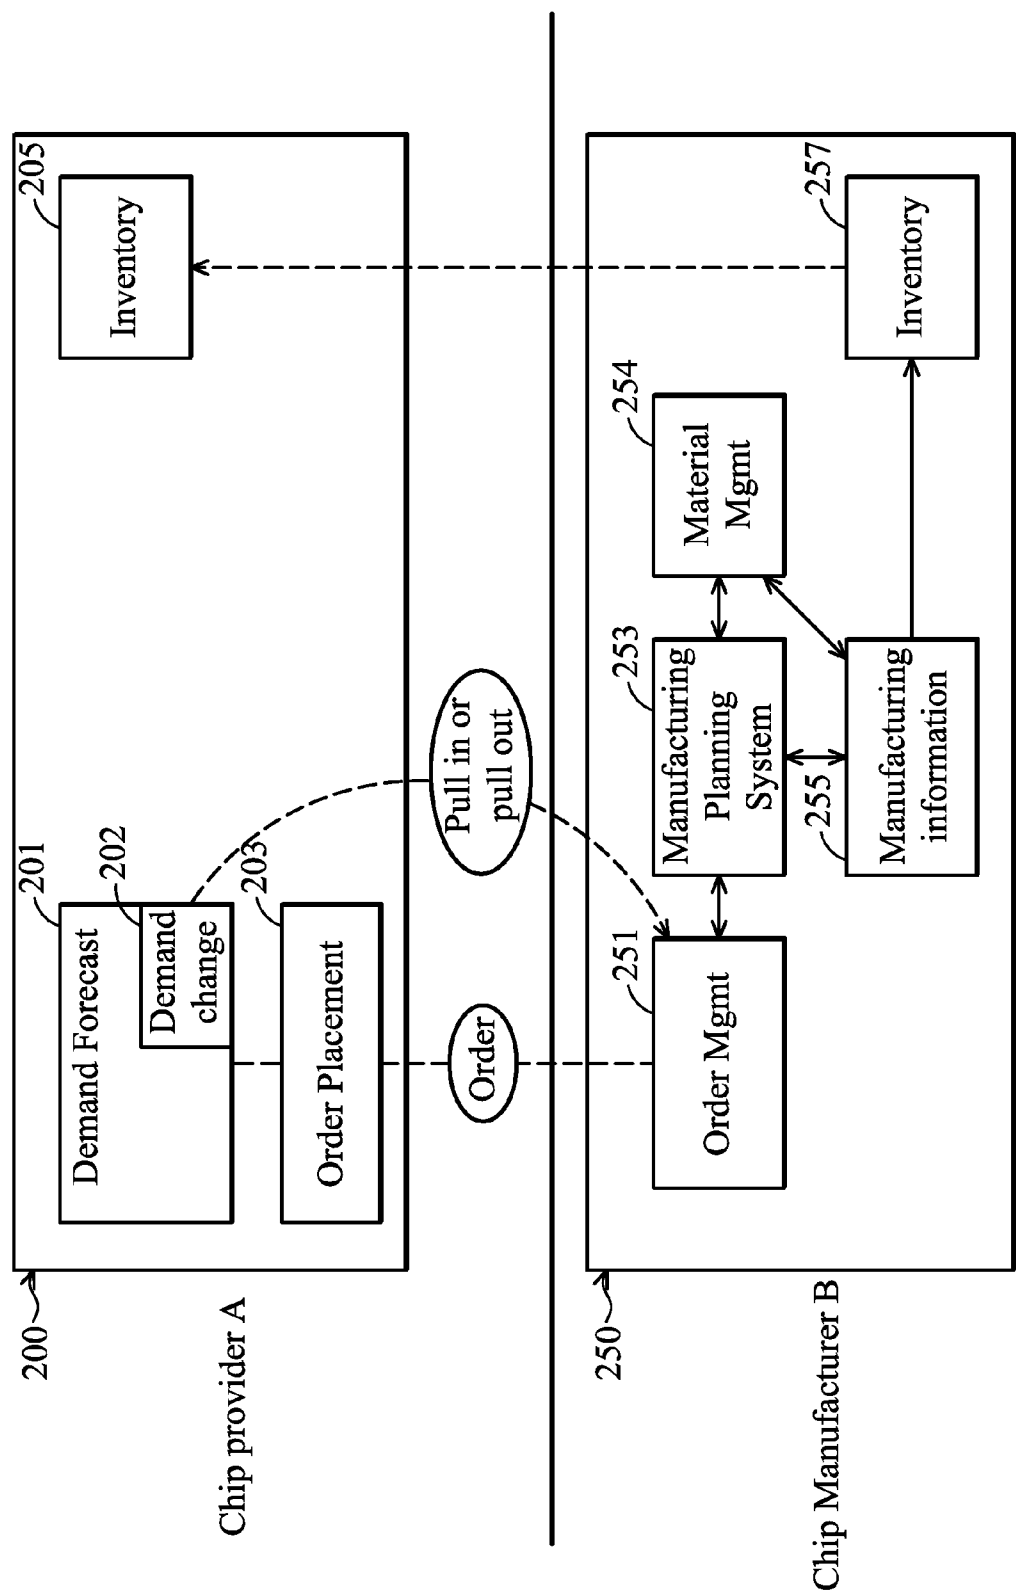 Chip provider A
200
201
Demand Forecast
202
Demand
change
203
Order Placement
205
Inventory
Order
Pull in or
pull out
Chip Manufacturer B
250
251
Order Mgmt
253
Manufacturing
Planning
System
254
Material
Mgmt
255
Manufacturing
information
257
Inventory